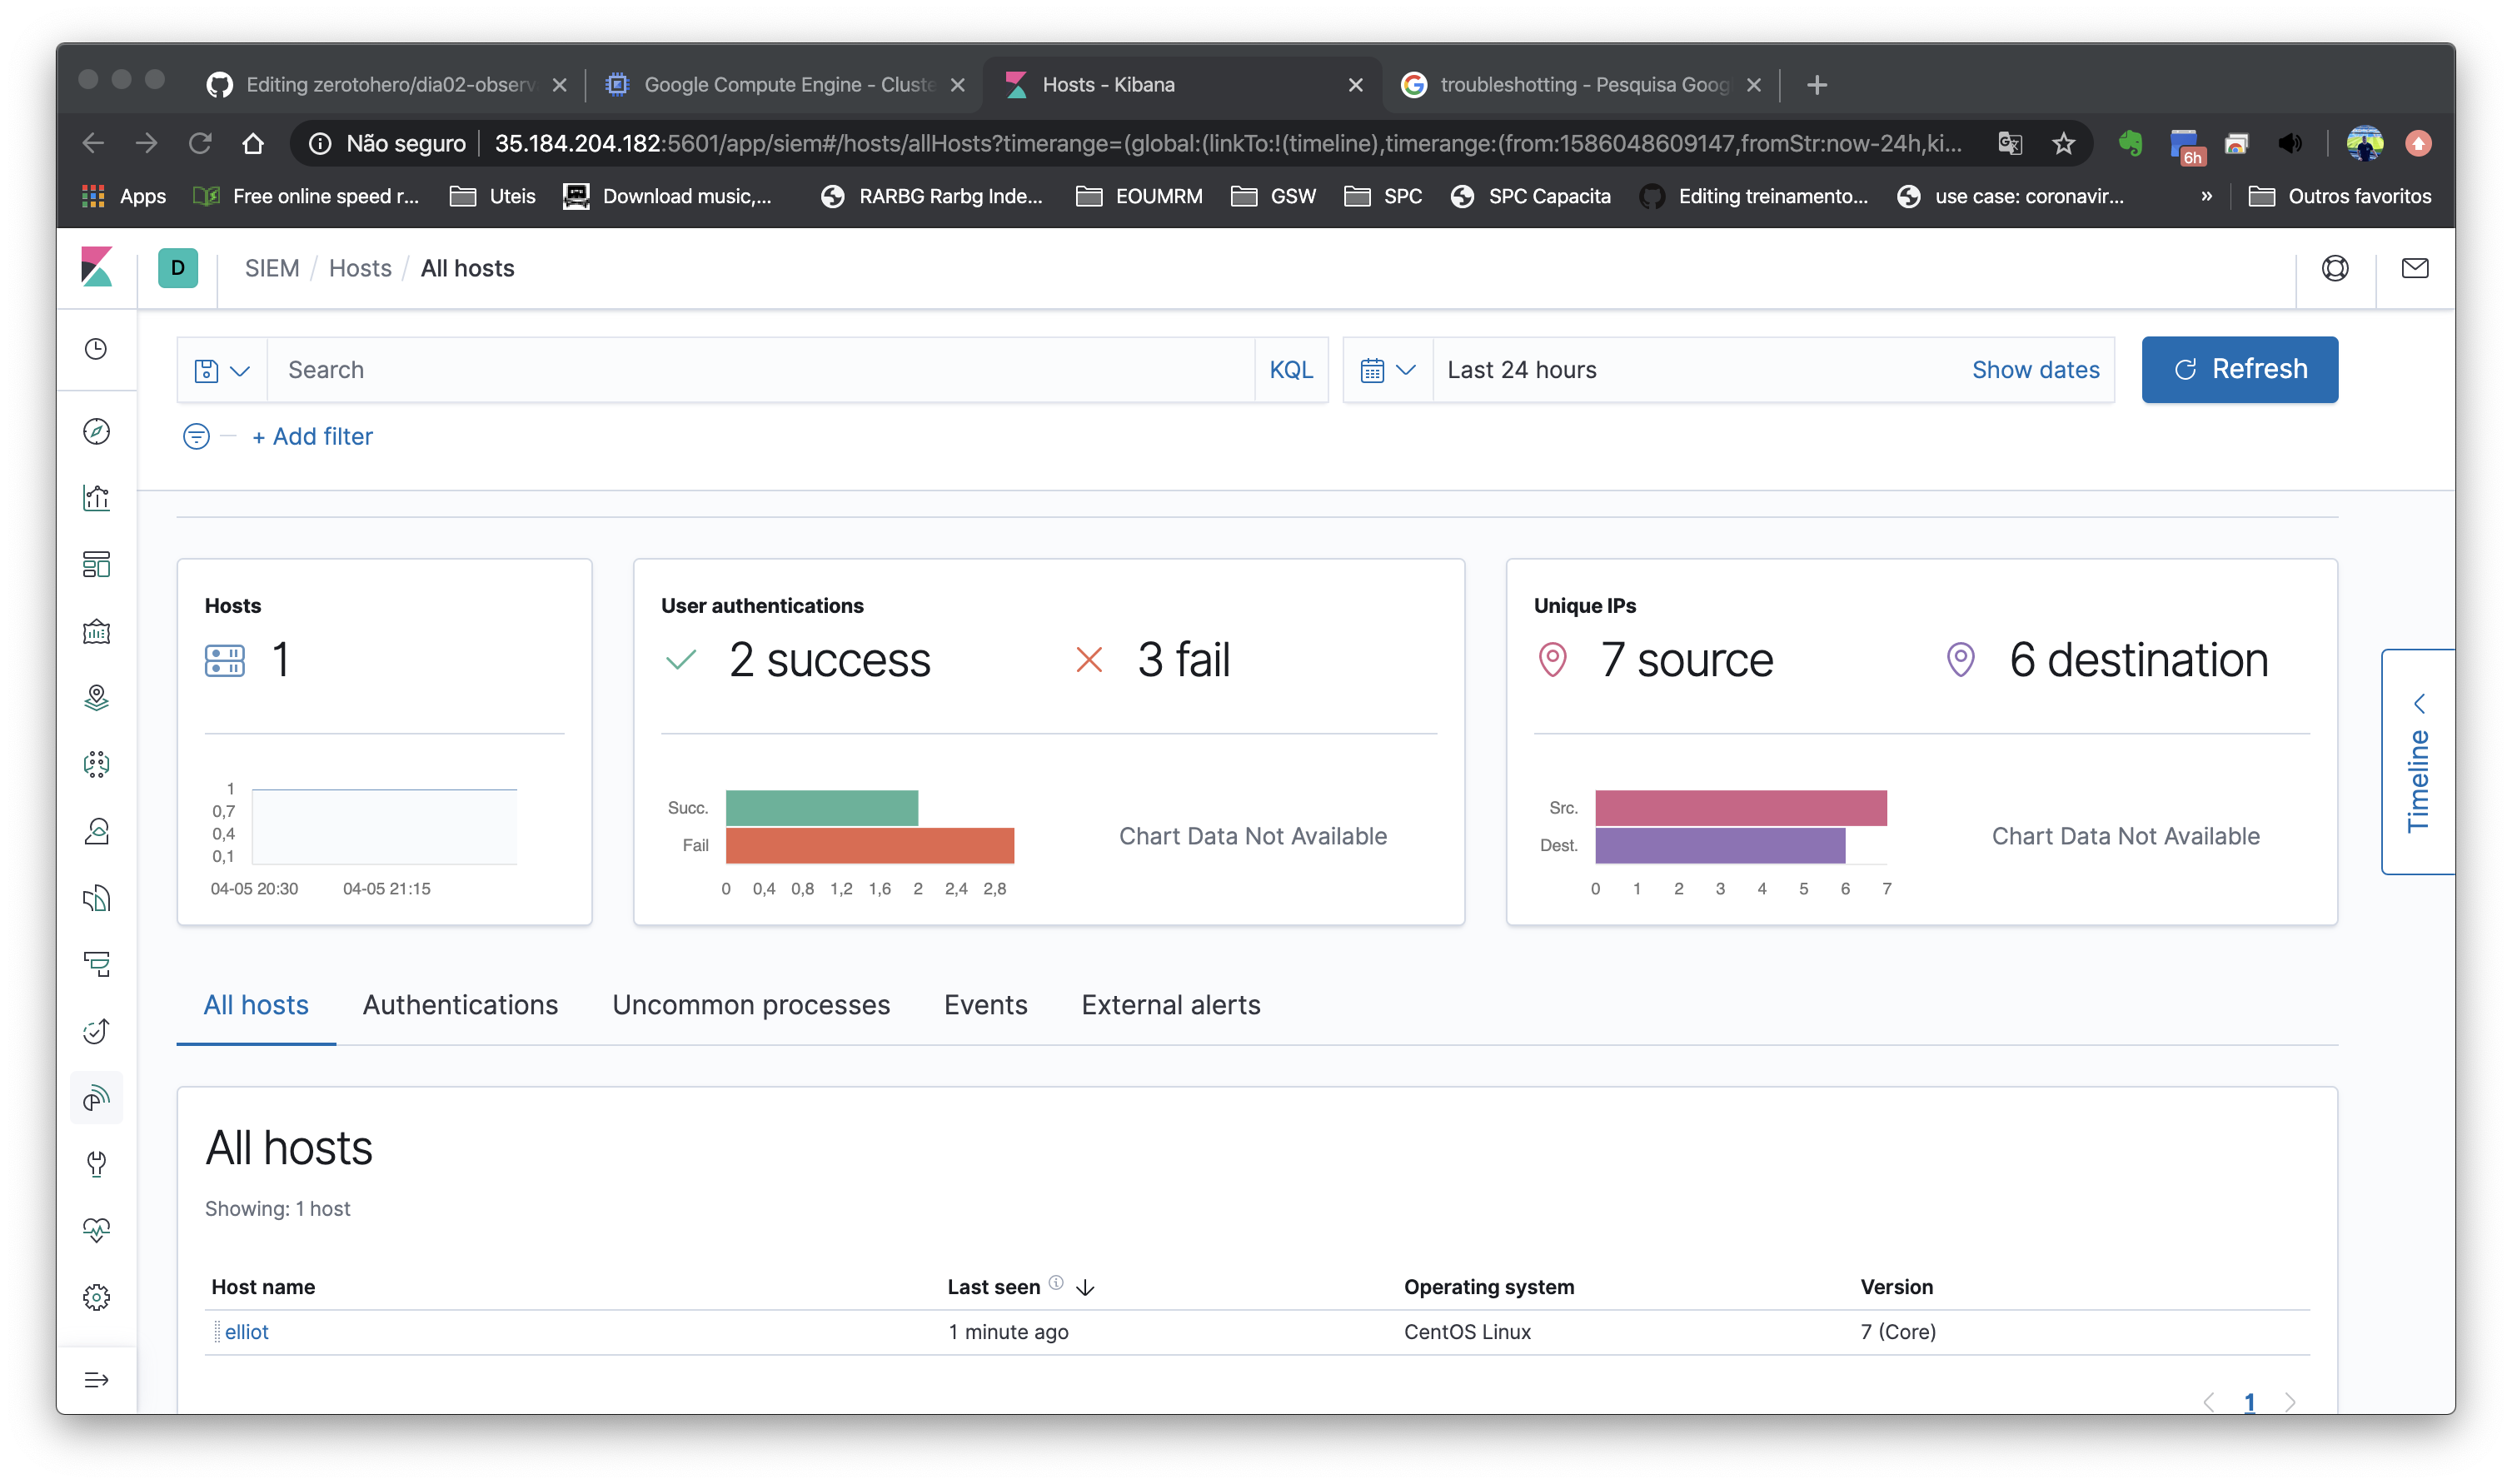 Editing zerotohero/dia02-observ
Google Compute Engine - Cluste
Hosts - Kibana
troubleshotting - Pesquisa Goog
Não seguro
35.184.204.182:5601/app/siem#/hosts/allHosts?timerange=(global:(linkTo:!(timeline),timerange:(from:1586048609147,fromStr:now-24h,ki...
6h
Apps
Free online speed r...
Uteis
Download music,...
RARBG Rarbg Inde...
EOUMRM
GSW
SPC
SPC Capacita
Editing treinamento...
use case: coronavir...
»
Outros favoritos
D
SIEM / Hosts / All hosts
Search
KQL
Last 24 hours
Show dates
Refresh
+ Add filter
Hosts
1
1
0,7
0,4
0,1
04-05 20:30 04-05 21:15
User authentications
2 success
3 fail
Succ.
Fail
0 0,4 0,8 1,2 1,6 2 2,4 2,8
Chart Data Not Available
Unique IPs
7 source
6 destination
Src.
Dest.
0 1 2 3 4 5 6 7
Chart Data Not Available
Timeline
All hosts
Authentications
Uncommon processes
Events
External alerts
All hosts
Showing: 1 host
Host name Last seen Operating system Version
elliot 1 minute ago CentOS Linux 7 (Core)
1